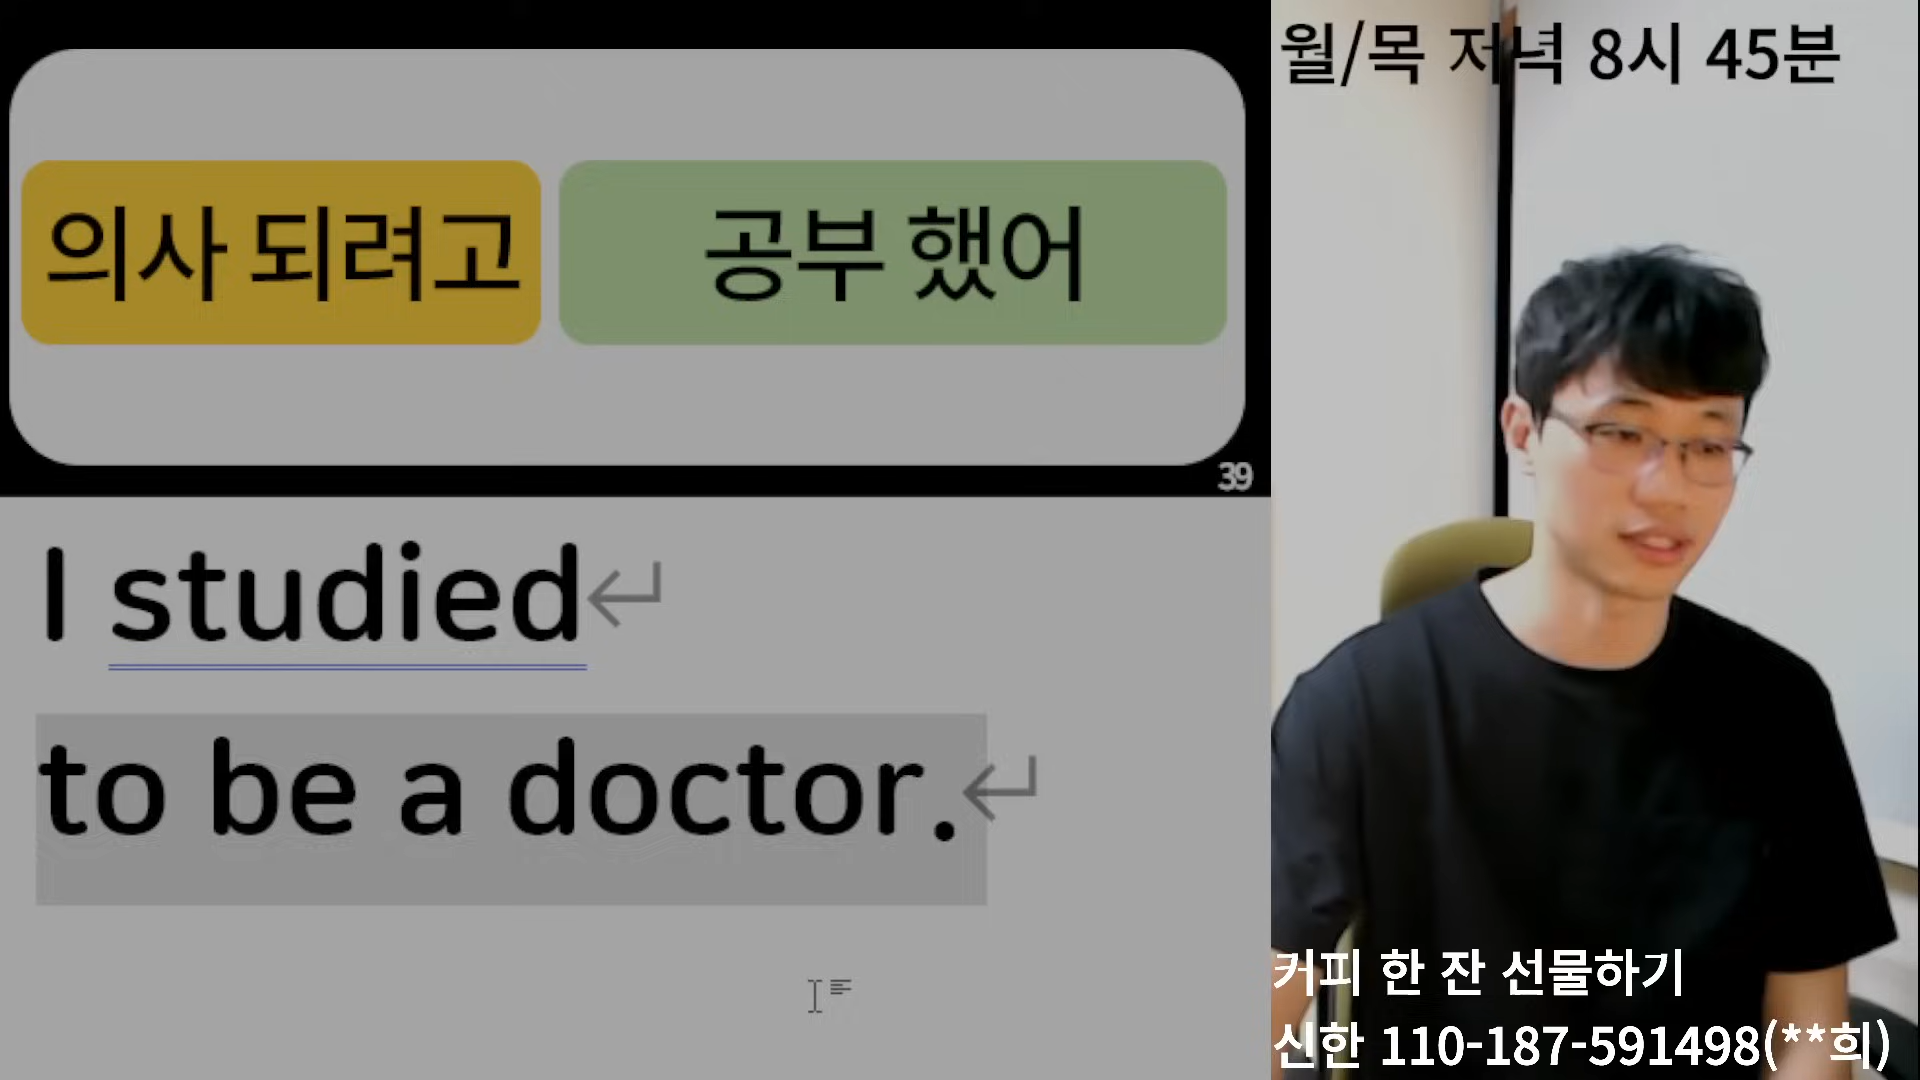 의사 되려고 공부 했어
39
I studied
to be a doctor.
월/목 저녁 8시 45분
커피 한 잔 선물하기
신한 110-187-591498(**희)